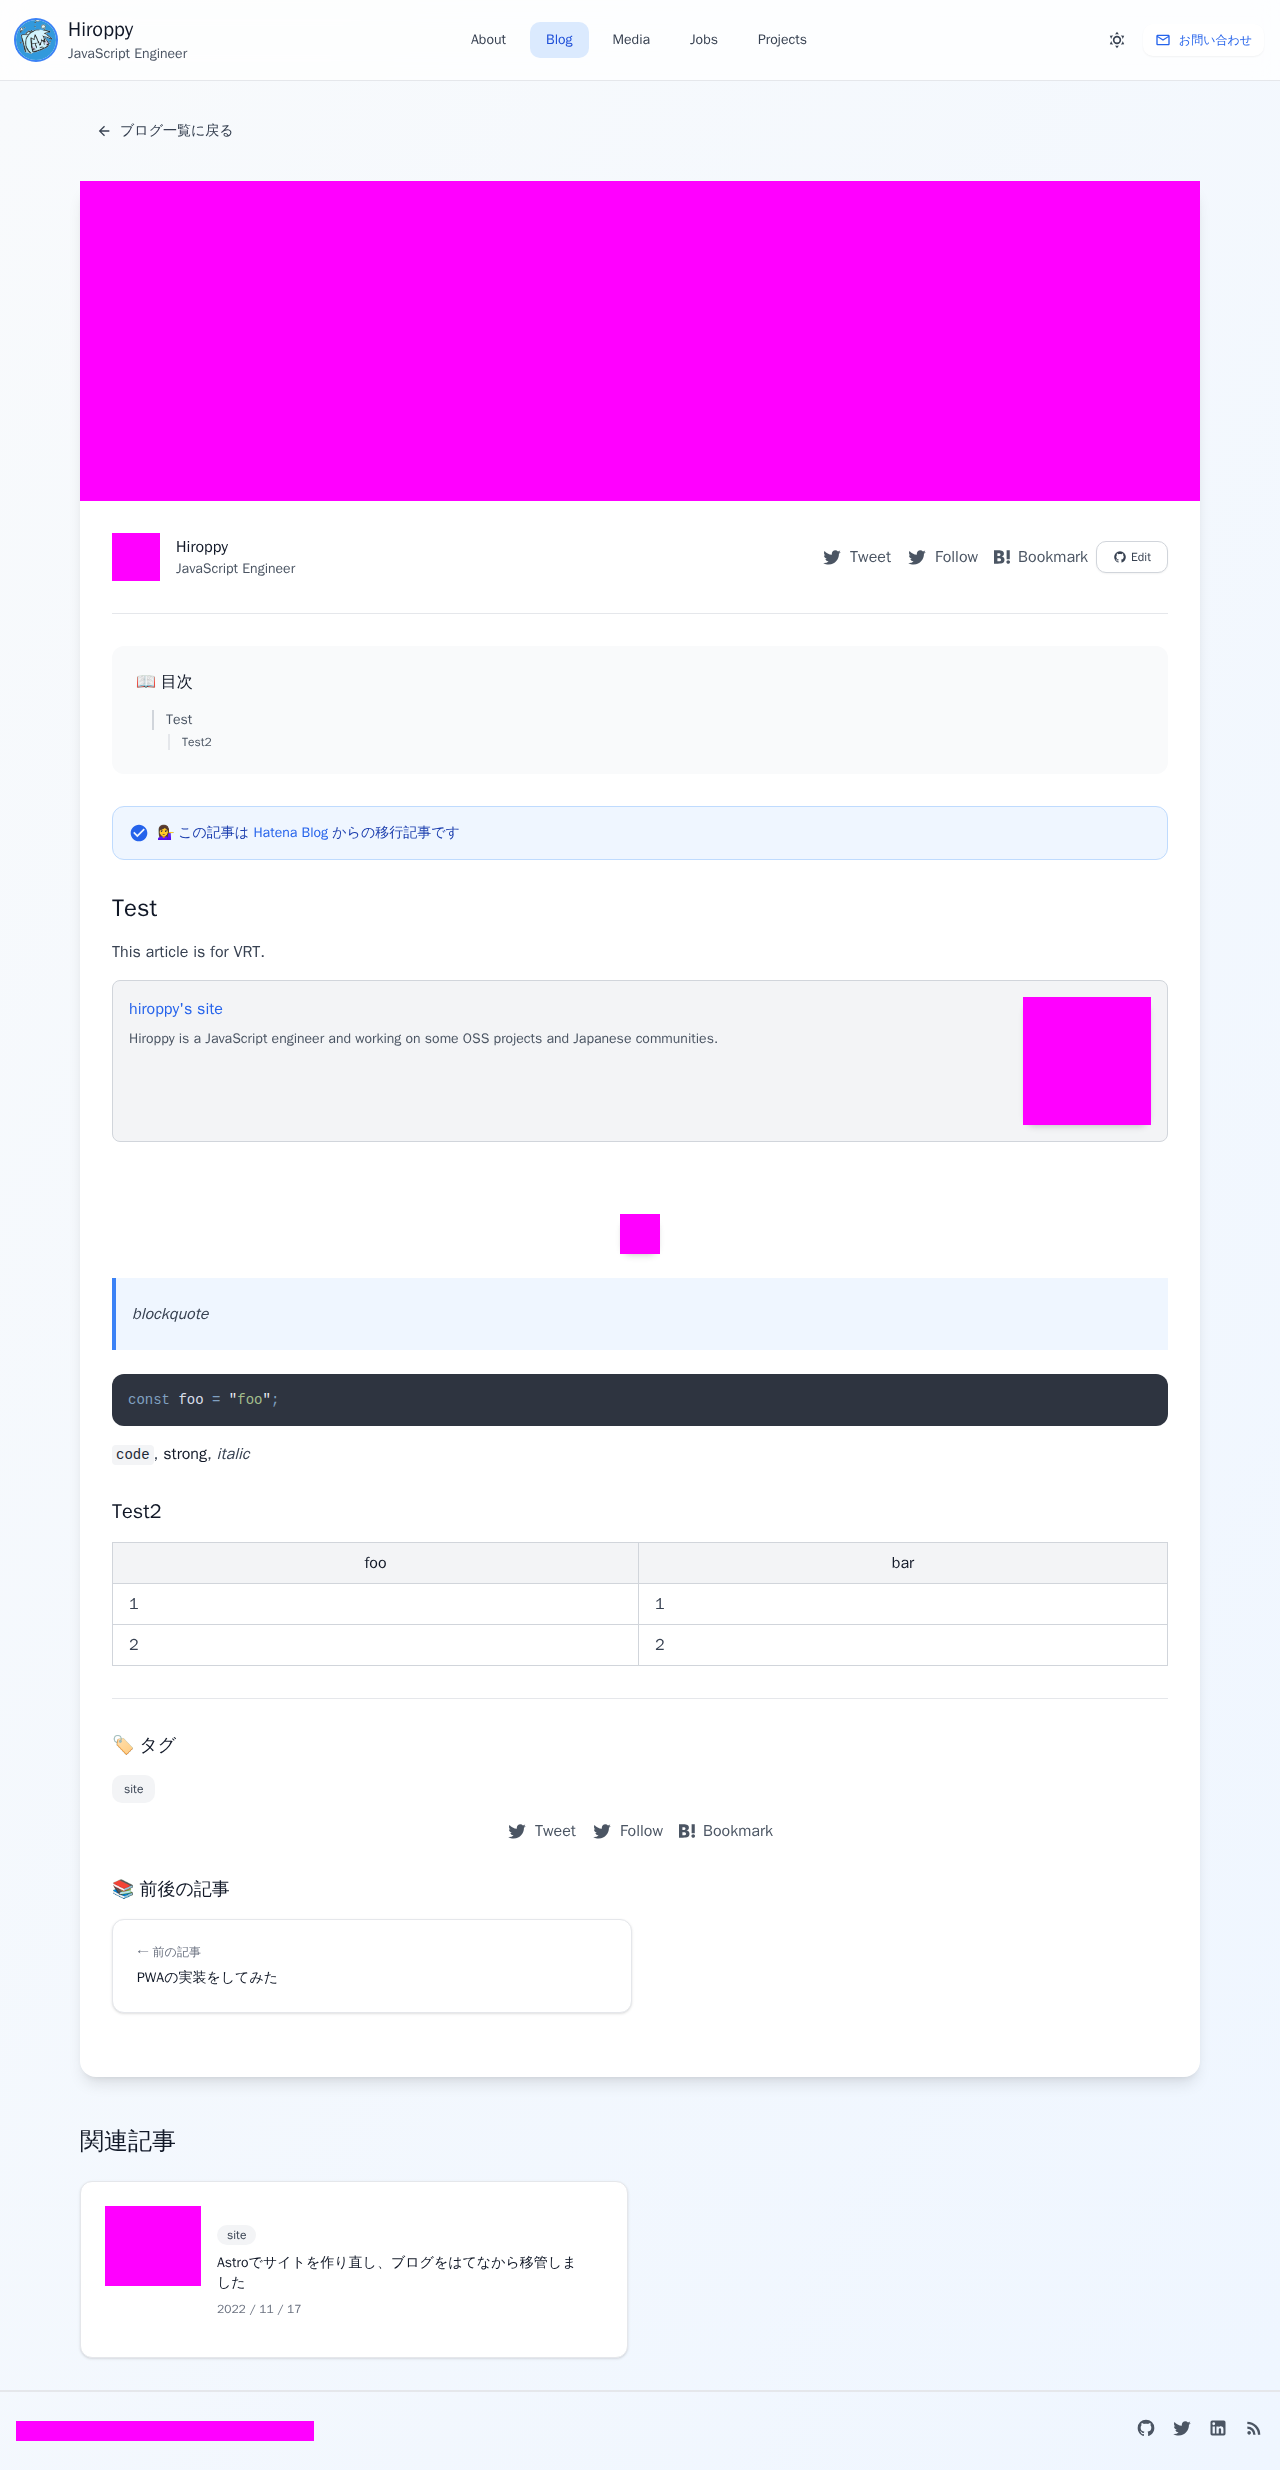 Hiroppy
JavaScript Engineer
About
Blog
Media
Jobs
Projects
お問い合わせ
ブログ一覧に戻る
Hiroppy
JavaScript Engineer
Tweet
Follow
B! Bookmark
Edit
📖 目次
Test
Test2
💁‍♀️ この記事は Hatena Blog からの移行記事です
Test
This article is for VRT.
hiroppy's site
Hiroppy is a JavaScript engineer and working on some OSS projects and Japanese communities.
blockquote
const foo = "foo";
code, strong, italic
Test2
foo bar
1 1
2 2
🏷️ タグ
site
Tweet
Follow
B! Bookmark
📚 前後の記事
← 前の記事
PWAの実装をしてみた
関連記事
site
Astroでサイトを作り直し、ブログをはてなから移管しま
した
2022 / 11 / 17